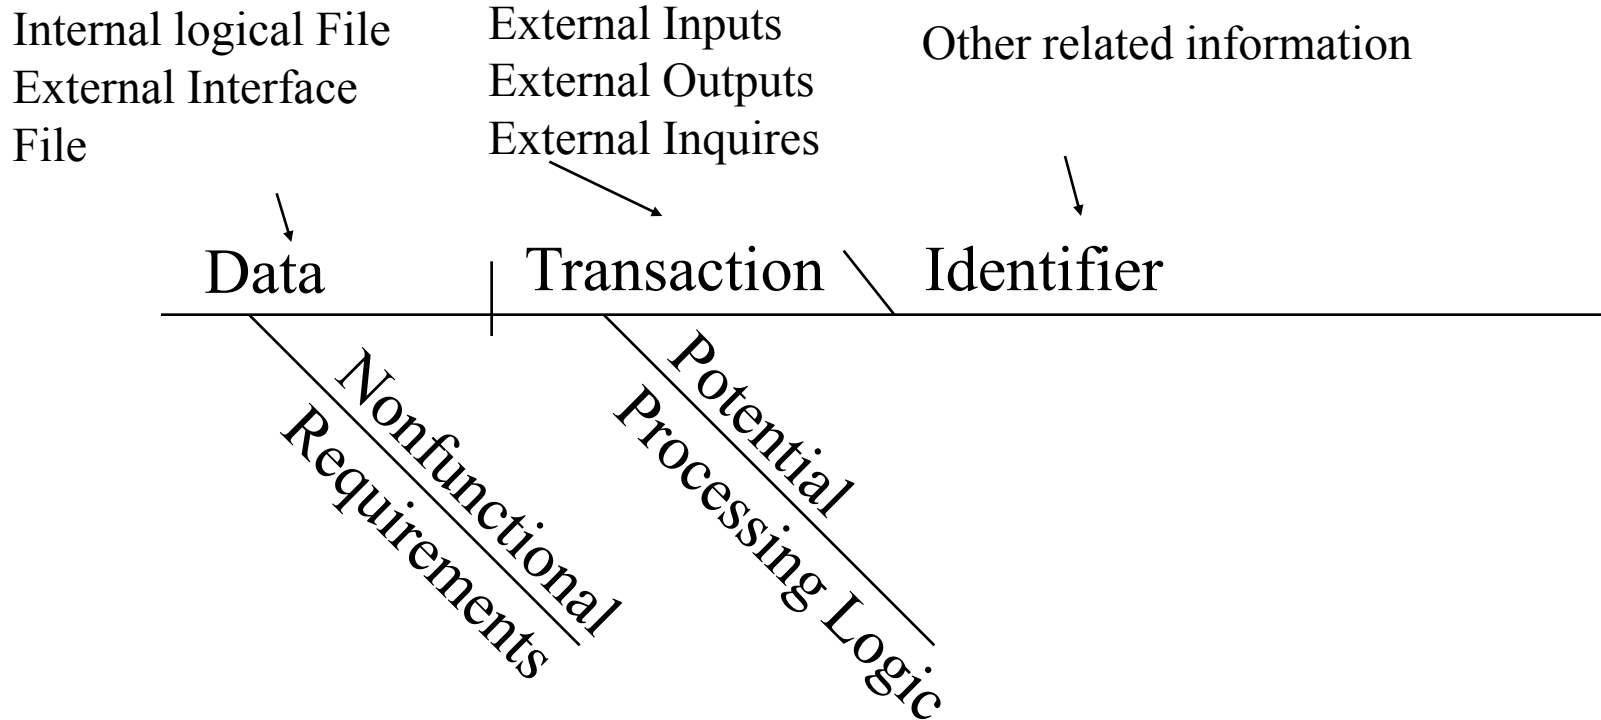 Internal logical File
External Interface
File
External Inputs
External Outputs
External Inquires
Other related information
Data
Transaction
Identifier
Nonfunctional
Requirements
Potential
Processing Logic